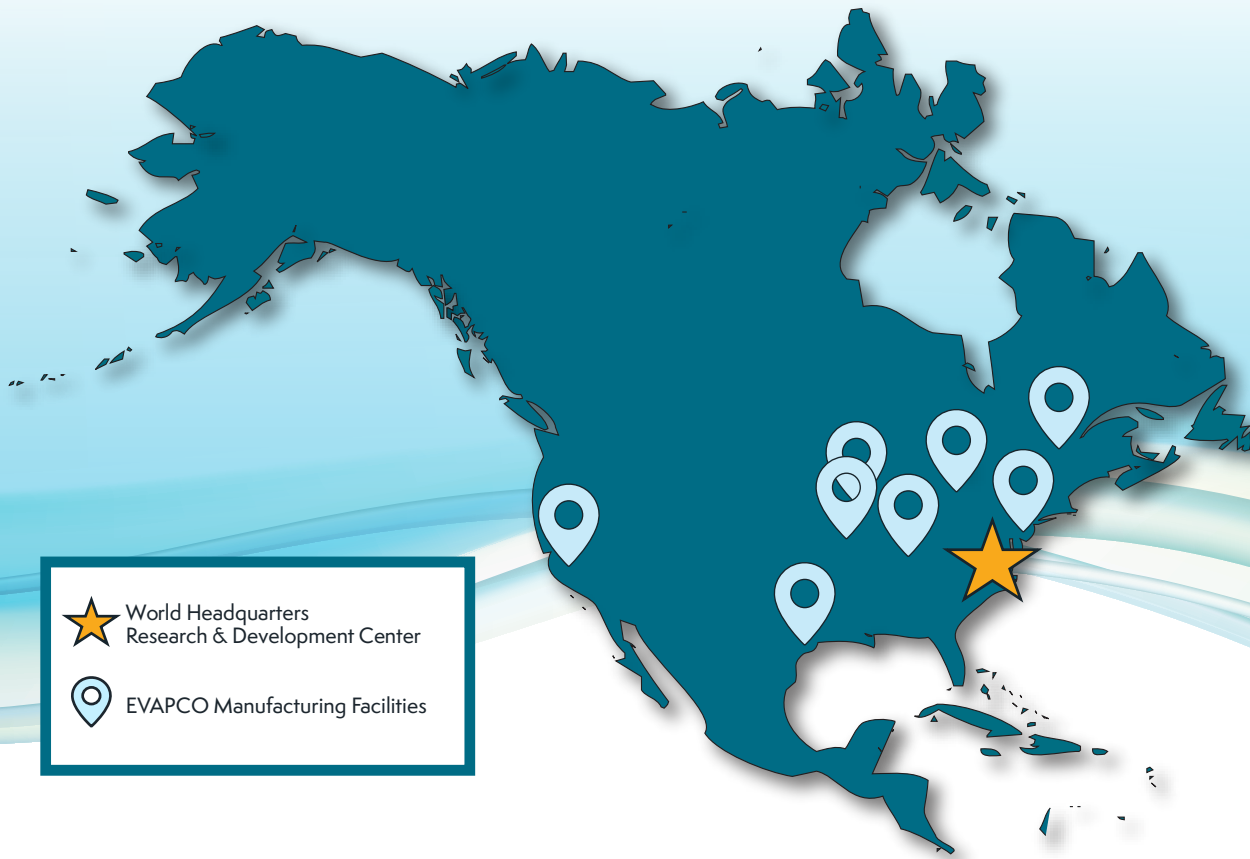 World Headquarters
Research & Development Center
EVAPCO Manufacturing Facilities